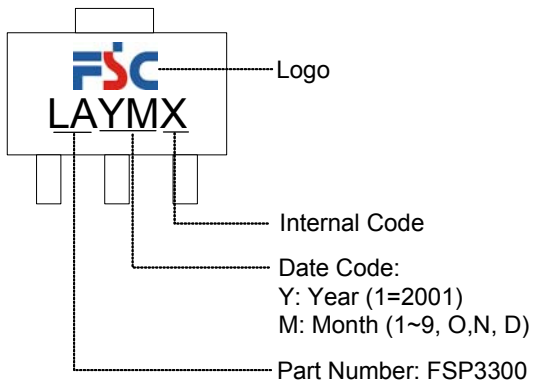 FSC
Logo
LAYMX
Internal Code
Date Code:
Y: Year (1=2001)
M: Month (1~9, O,N, D)
Part Number: FSP3300